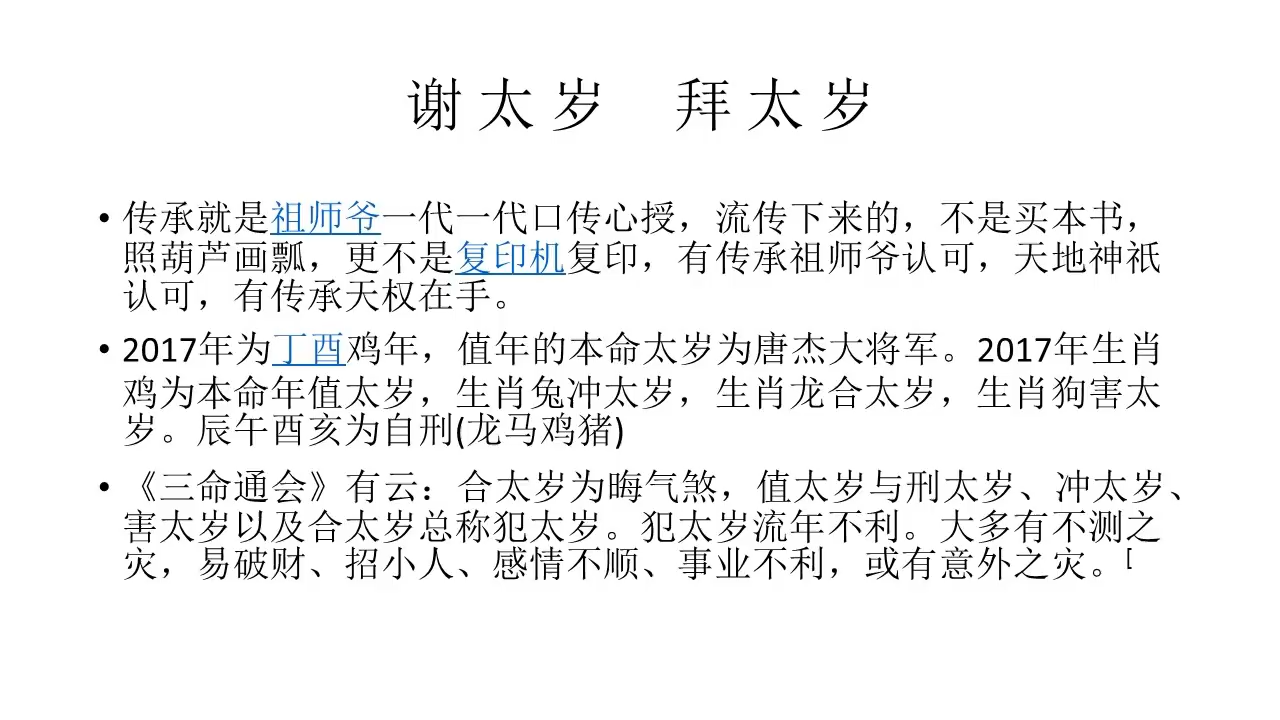 谢太岁 拜太岁
• 传承就是祖师爷一代一代口传心授，流传下来的，不是买本书，
照葫芦画瓢，更不是复印机复印，有传承祖师爷认可，天地神祇
认可，有传承天权在手。
• 2017年为丁酉鸡年，值年的本命太岁为唐杰大将军。2017年生肖
鸡为本命年值太岁，生肖兔冲太岁，生肖龙合太岁，生肖狗害太
岁。辰午酉亥为自刑(龙马鸡猪)
• 《三命通会》有云：合太岁为晦气煞，值太岁与刑太岁、冲太岁、
害太岁以及合太岁总称犯太岁。犯太岁流年不利。大多有不测之
灾，易破财、招小人、感情不顺、事业不利，或有意外之灾。[